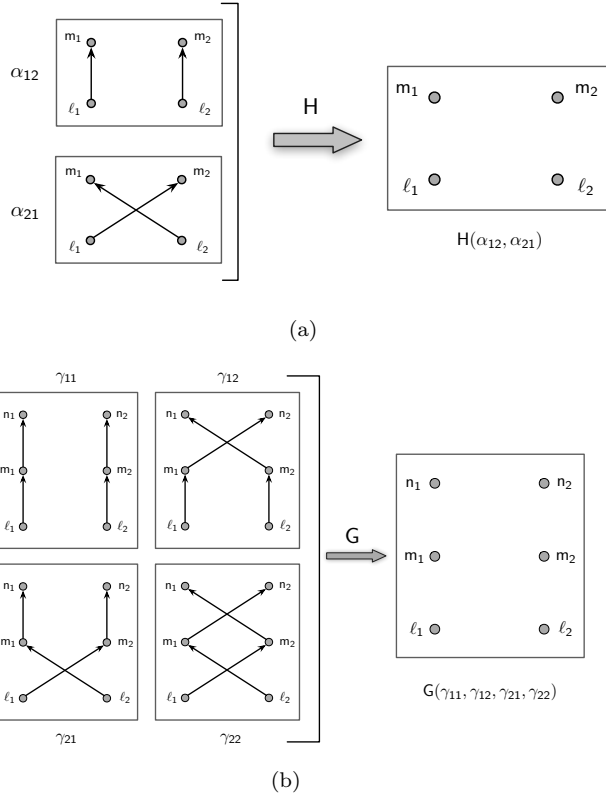 m1 m2
α12
ℓ1 ℓ2
m1 m2
α21
ℓ1 ℓ2
H
m1 m2
ℓ1 ℓ2
H(α12, α21)
(a)
γ11 γ12
n1 n2 n1 n2
m1 m2 m1 m2
ℓ1 ℓ2 ℓ1 ℓ2
n1 n2 n1 n2
m1 m2 m1 m2
ℓ1 ℓ2 ℓ1 ℓ2
γ21 γ22
G
n1 n2
m1 m2
ℓ1 ℓ2
G(γ11, γ12, γ21, γ22)
(b)